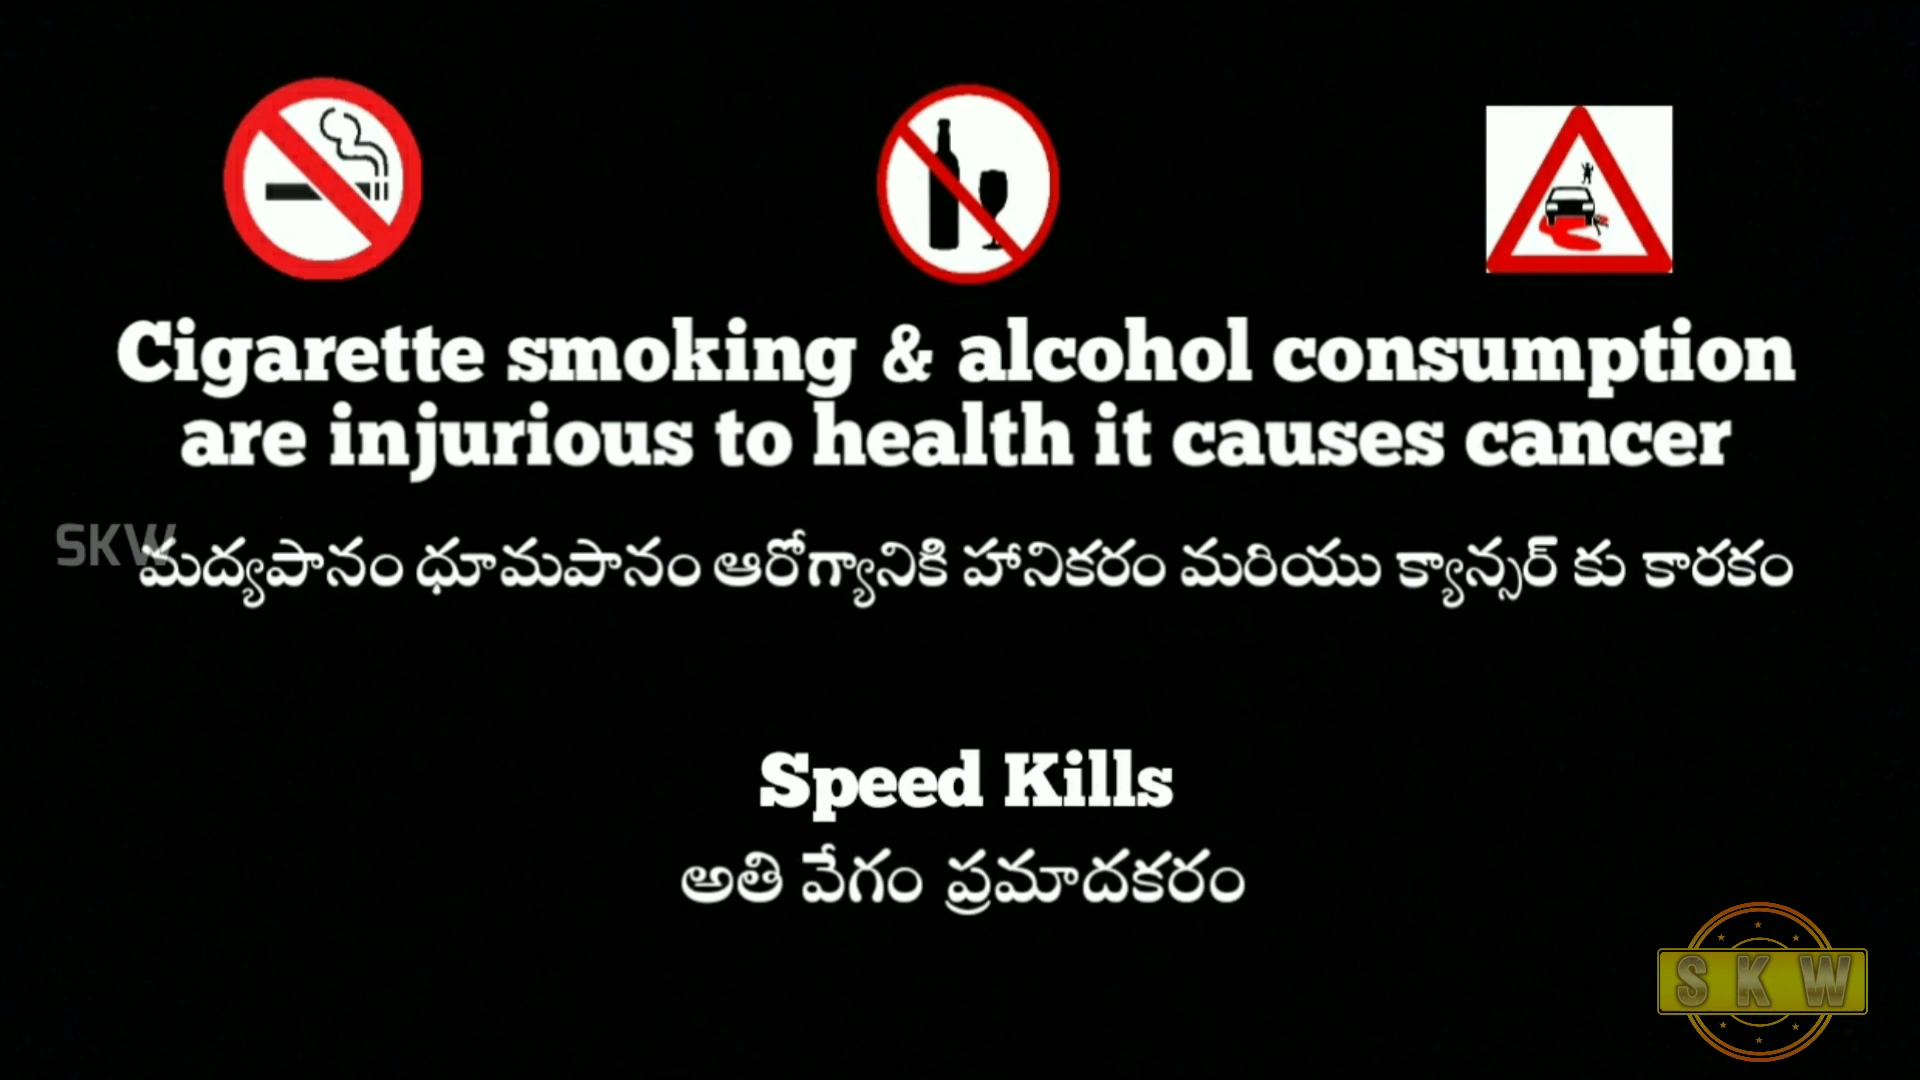 Cigarette smoking & alcohol consumption
are injurious to health it causes cancer
SKW
మద్యపానం ధూమపానం ఆరోగ్యానికి హానికరం మరియు క్యాన్సర్ కు కారకం
Speed Kills
అతి వేగం ప్రమాదకరం
SKW